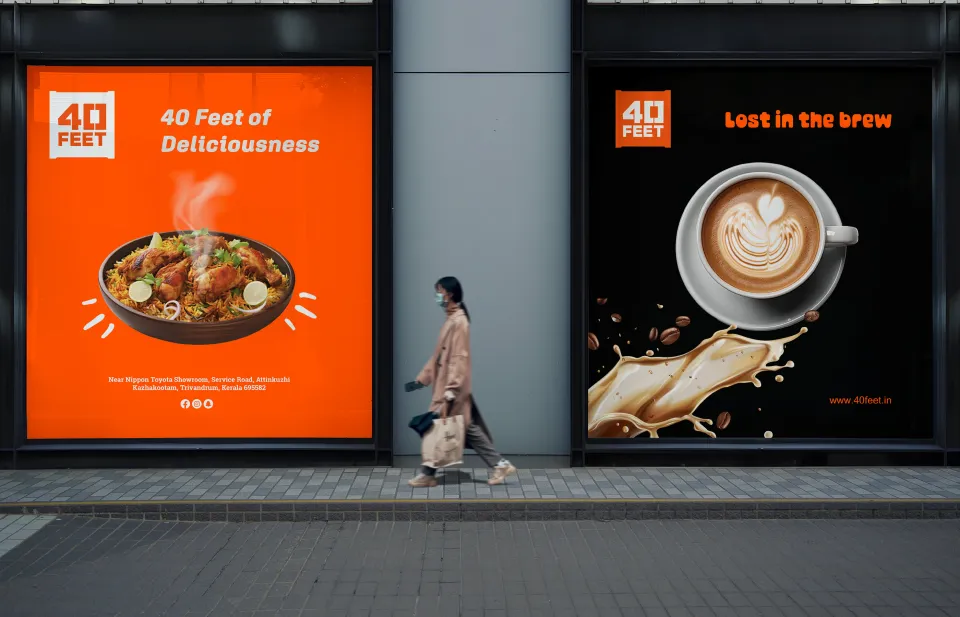 40
FEET
40 Feet of
Deliciousness
Near Nippon Toyota Showroom, Service Road, Attinkuzhi
Kazhakootam, Trivandrum, Kerala 695582
40
FEET
Lost in the brew
www.40feet.in